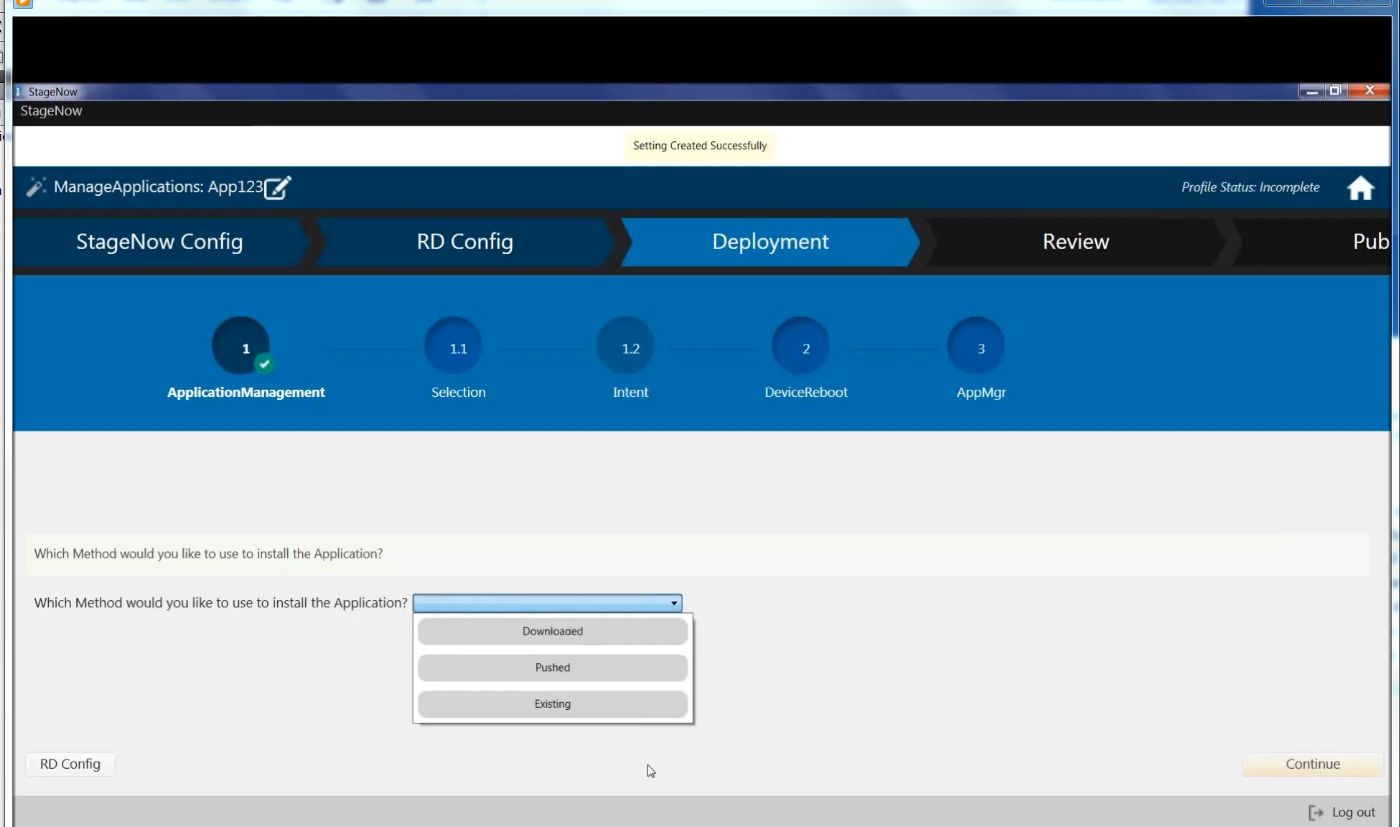 StageNow
StageNow
Setting Created Successfully
ManageApplications: App123
Profile Status: Incomplete
StageNow Config
RD Config
Deployment
Review
Pub
1
1.1
1.2
2
3
ApplicationManagement
Selection
Intent
DeviceReboot
AppMgr
Which Method would you like to use to install the Application?
Which Method would you like to use to install the Application?
Downloaded
Pushed
Existing
RD Config
Continue
Log out